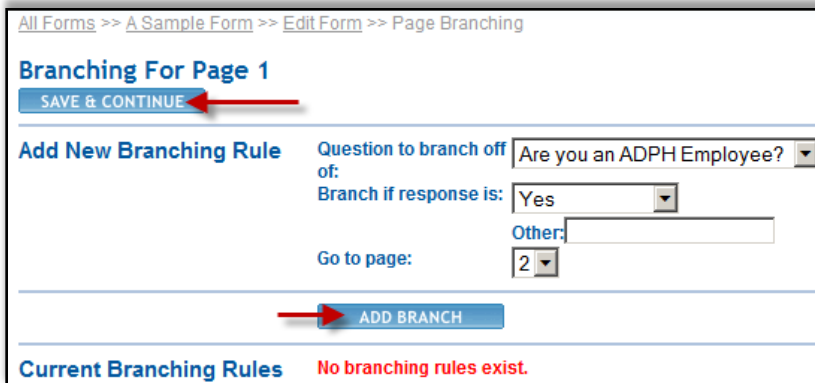 All Forms >> A Sample Form >> Edit Form >> Page Branching
Branching For Page 1
SAVE & CONTINUE
Add New Branching Rule
Question to branch off of:
Are you an ADPH Employee?
Branch if response is:
Yes
Other:
Go to page:
2
ADD BRANCH
Current Branching Rules
No branching rules exist.